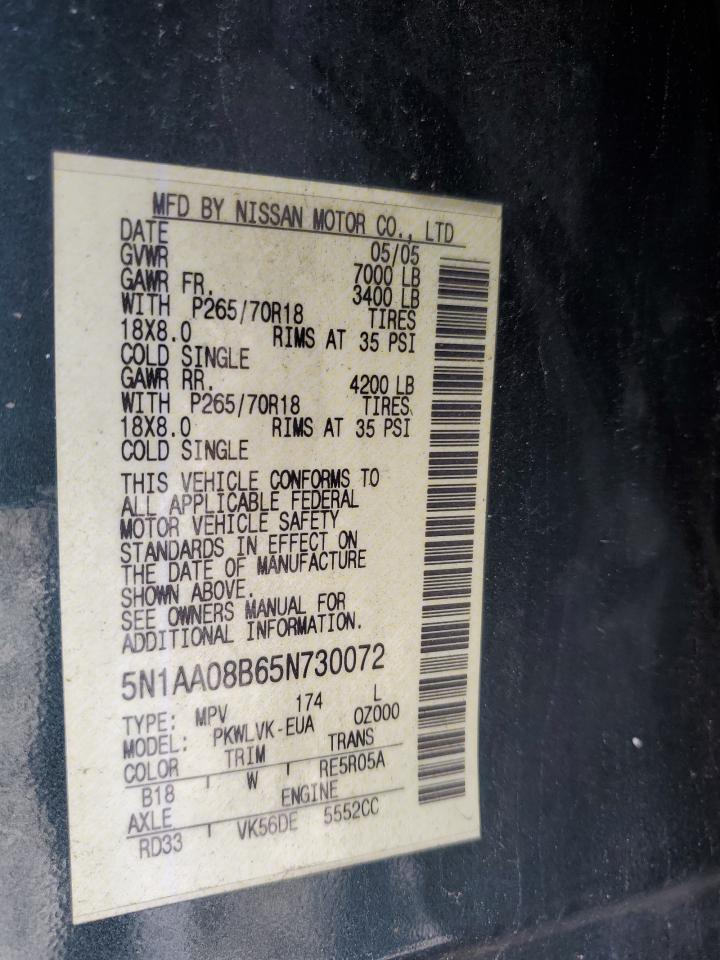 MFD BY NISSAN MOTOR CO., LTD
DATE 05/05
GVWR 7000 LB
GAWR FR. 3400 LB
WITH P265/70R18 TIRES
18X8.0 RIMS AT 35 PSI
COLD SINGLE
GAWR RR. 4200 LB
WITH P265/70R18 TIRES
18X8.0 RIMS AT 35 PSI
COLD SINGLE
THIS VEHICLE CONFORMS TO
ALL APPLICABLE FEDERAL
MOTOR VEHICLE SAFETY
STANDARDS IN EFFECT ON
THE DATE OF MANUFACTURE
SHOWN ABOVE.
SEE OWNERS MANUAL FOR
ADDITIONAL INFORMATION.
5N1AA08B65N730072
TYPE: MPV 174 L
MODEL: PKWLVK-EUA 0Z000
COLOR TRIM TRANS
B18 W RE5R05A
AXLE ENGINE
RD33 VK56DE 5552CC